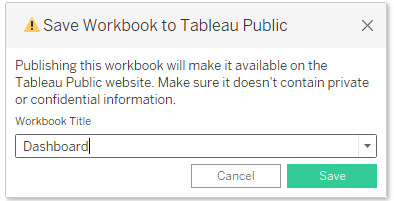 Save Workbook to Tableau Public
Publishing this workbook will make it available on the
Tableau Public website. Make sure it doesn't contain private
or confidential information.
Workbook Title
Dashboard
Cancel
Save